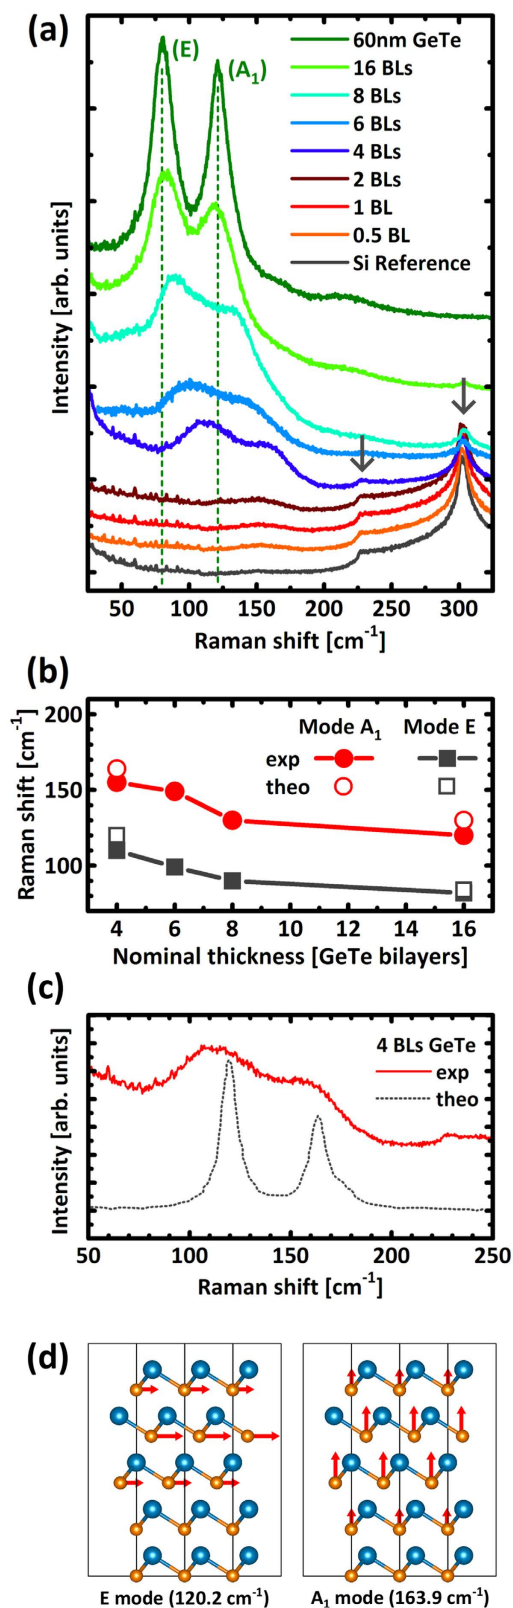 (a)
(E)
(A₁)
60nm GeTe
16 BLs
8 BLs
6 BLs
4 BLs
2 BLs
1 BL
0.5 BL
Si Reference
Intensity [arb. units]
50 100 150 200 250 300
Raman shift [cm⁻¹]
(b)
200
150
100
Raman shift [cm⁻¹]
Mode A₁ Mode E
exp
theo
4 6 8 10 12 14 16
Nominal thickness [GeTe bilayers]
(c)
4 BLs GeTe
exp
theo
Intensity [arb. units]
50 100 150 200 250
Raman shift [cm⁻¹]
(d)
E mode (120.2 cm⁻¹) A₁ mode (163.9 cm⁻¹)